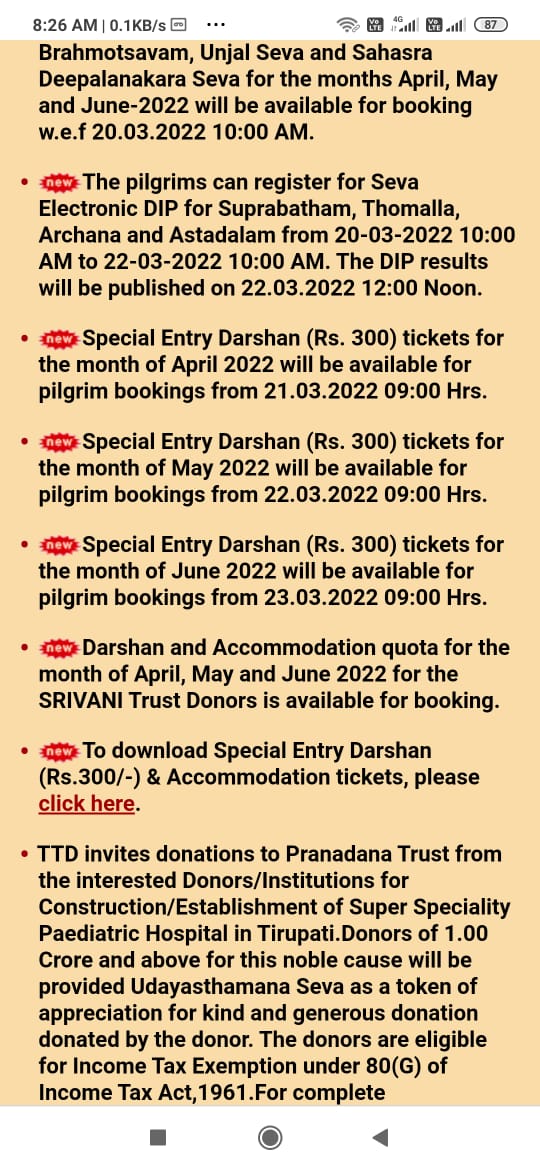 8:26 AM | 0.1KB/s ...
Vo LTE 4G Vo LTE 87
Brahmotsavam, Unjal Seva and Sahasra
Deepalanakara Seva for the months April, May
and June-2022 will be available for booking
w.e.f 20.03.2022 10:00 AM.
• new The pilgrims can register for Seva
Electronic DIP for Suprabatham, Thomalla,
Archana and Astadalam from 20-03-2022 10:00
AM to 22-03-2022 10:00 AM. The DIP results
will be published on 22.03.2022 12:00 Noon.
• new Special Entry Darshan (Rs. 300) tickets for
the month of April 2022 will be available for
pilgrim bookings from 21.03.2022 09:00 Hrs.
• new Special Entry Darshan (Rs. 300) tickets for
the month of May 2022 will be available for
pilgrim bookings from 22.03.2022 09:00 Hrs.
• new Special Entry Darshan (Rs. 300) tickets for
the month of June 2022 will be available for
pilgrim bookings from 23.03.2022 09:00 Hrs.
• new Darshan and Accommodation quota for the
month of April, May and June 2022 for the
SRIVANI Trust Donors is available for booking.
• new To download Special Entry Darshan
(Rs.300/-) & Accommodation tickets, please
click here.
• TTD invites donations to Pranadana Trust from
the interested Donors/Institutions for
Construction/Establishment of Super Speciality
Paediatric Hospital in Tirupati.Donors of 1.00
Crore and above for this noble cause will be
provided Udayasthamana Seva as a token of
appreciation for kind and generous donation
donated by the donor. The donors are eligible
for Income Tax Exemption under 80(G) of
Income Tax Act,1961.For complete